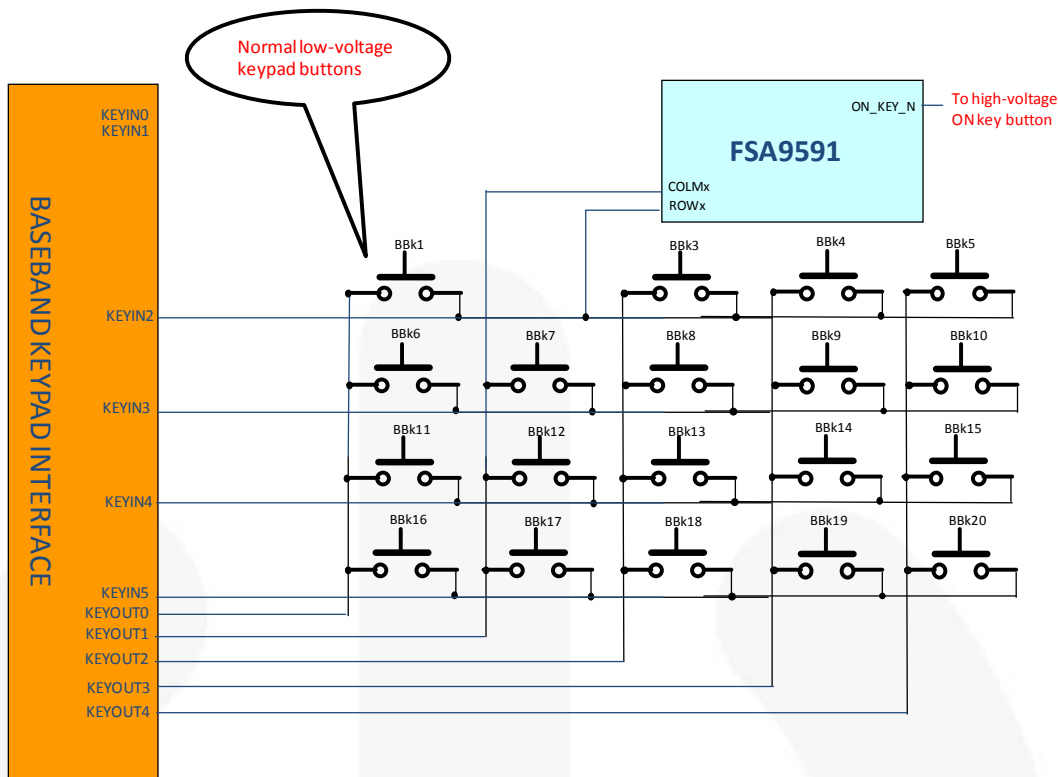 Normal low-voltage
keypad buttons
KEYIN0
KEYIN1
ON_KEY_N
To high-voltage
ON key button
FSA9591
COLMx
ROWx
BASEBAND KEYPAD INTERFACE
BBk1
BBk3
BBk4
BBk5
KEYIN2
BBk6
BBk7
BBk8
BBk9
BBk10
KEYIN3
BBk11
BBk12
BBk13
BBk14
BBk15
KEYIN4
BBk16
BBk17
BBk18
BBk19
BBk20
KEYIN5
KEYOUT0
KEYOUT1
KEYOUT2
KEYOUT3
KEYOUT4